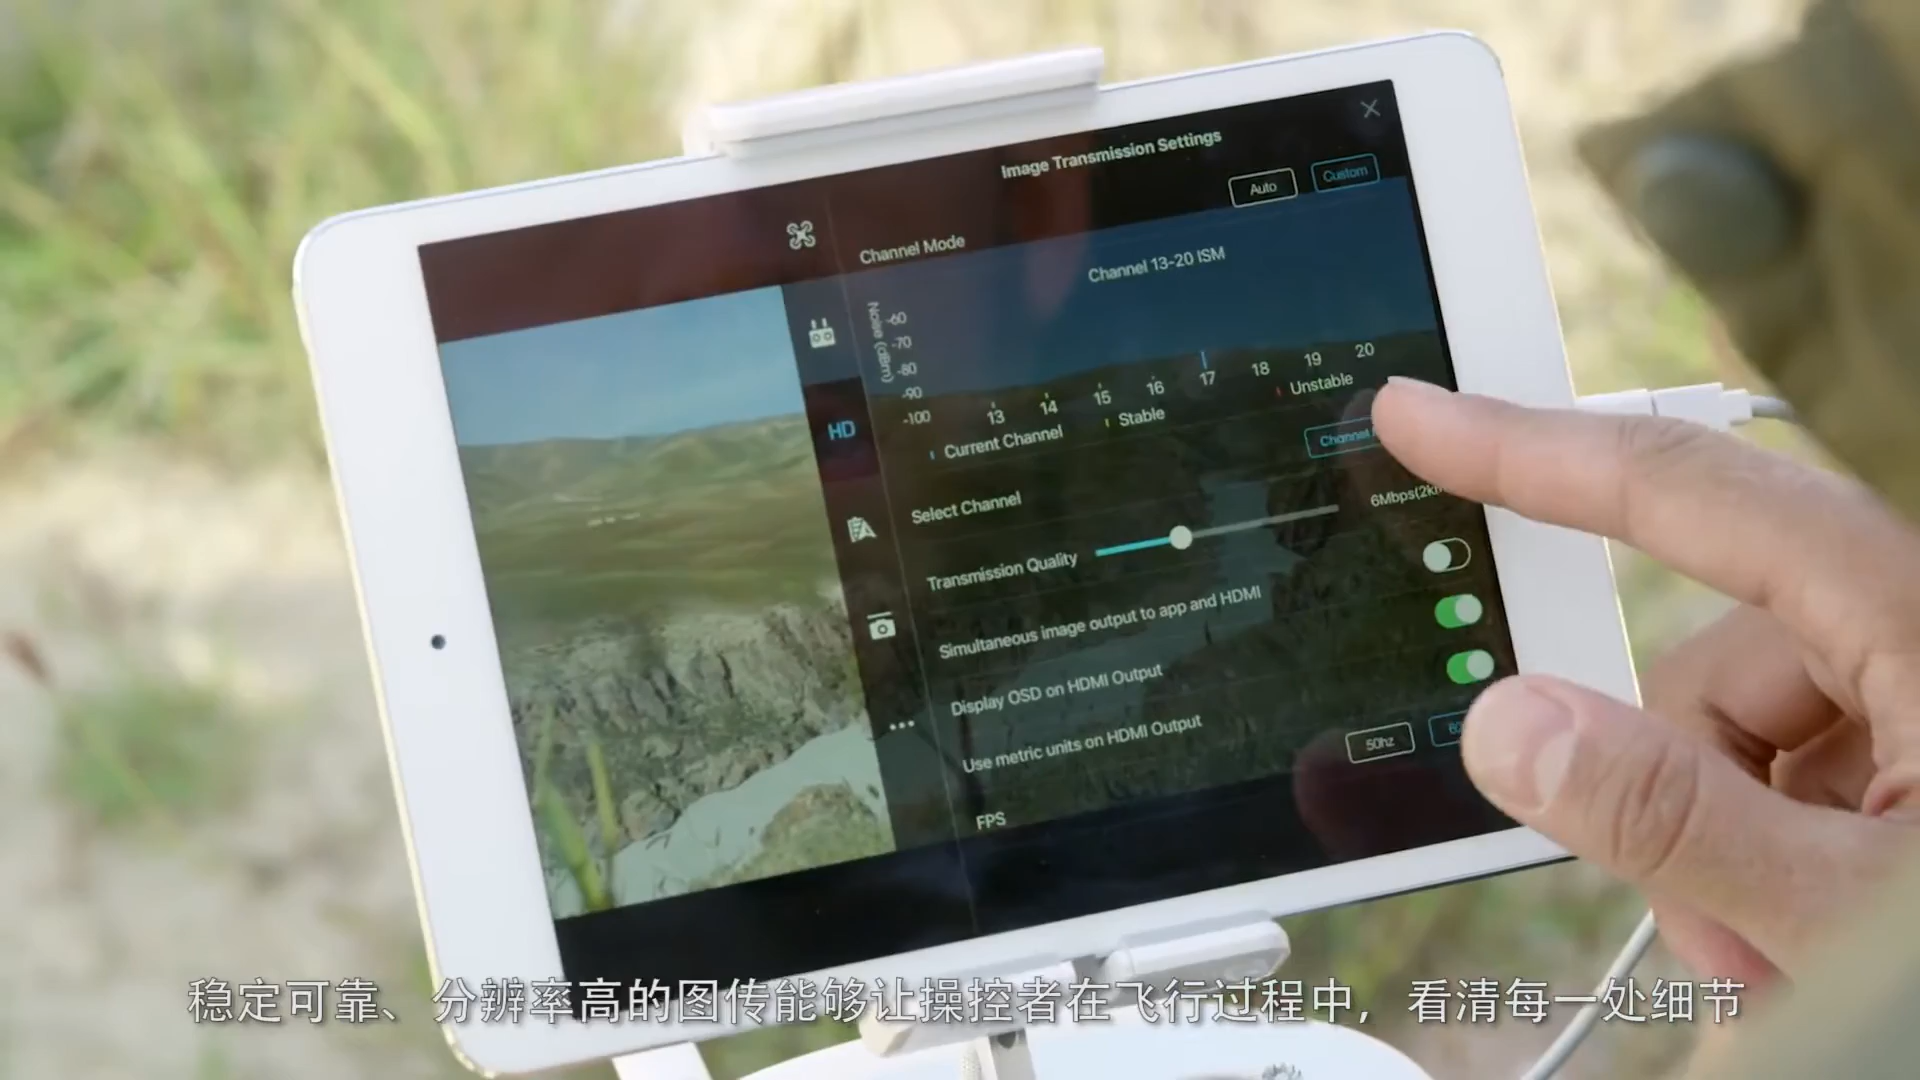 Image Transmission Settings
Auto
Custom
Channel Mode
Channel 13-20 ISM
Noise (dBm)
-60
-70
-80
-90
-100
13 14 15 16 17 18 19 20
Current Channel
Stable
Unstable
HD
Channel
Select Channel
Transmission Quality
Simultaneous image output to app and HDMI
Display OSD on HDMI Output
Use metric units on HDMI Output
50hz
FPS
稳定可靠、分辨率高的图传能够让操控者在飞行过程中，看清每一处细节